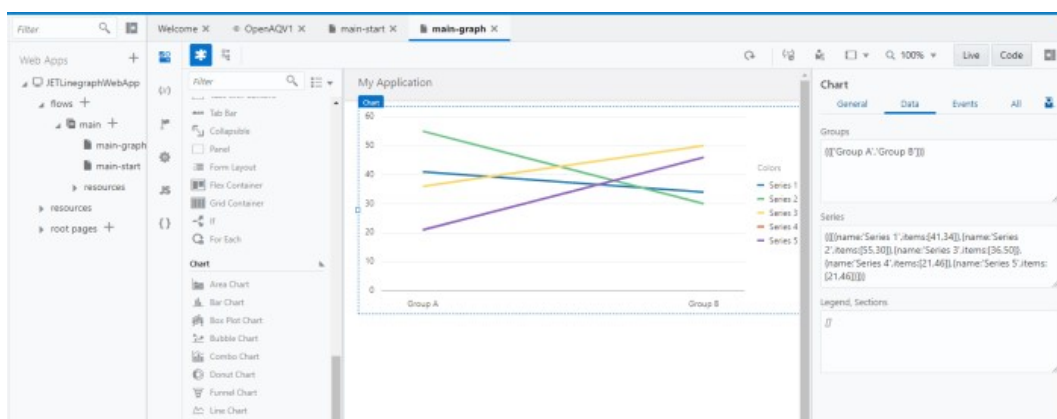 Filter
Welcome ×
OpenAQV1 ×
main-start ×
main-graph ×
Web Apps +
JETLinegraphWebApp
flows +
main +
main-graph
main-start
resources
resources
root pages +
100%
Live
Code
Filter
Tab Bar
Collapsible
Panel
Form Layout
Flex Container
Grid Container
If
For Each
Chart
Area Chart
Bar Chart
Box Plot Chart
Bubble Chart
Combo Chart
Donut Chart
Funnel Chart
Line Chart
My Application
Chart
60
50
40
30
20
10
0
Group A
Group B
Colors
Series 1
Series 2
Series 3
Series 4
Series 5
Chart
General
Data
Events
All
Groups
{{['Group A','Group B']}}
Series
{{[{name:'Series 1',items:[41,34]},{name:'Series
2',items:[55,30]},{name:'Series 3',items:[36,50]},
{name:'Series 4',items:[21,46]},{name:'Series 5',items:
[21,46]}]}}
Legend, Sections
[]